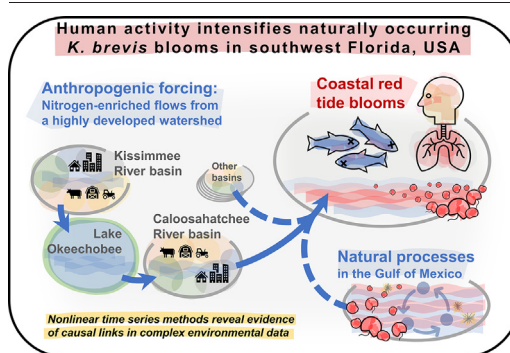 Human activity intensifies naturally occurring
K. brevis blooms in southwest Florida, USA
Anthropogenic forcing:
Nitrogen-enriched flows from
a highly developed watershed
Coastal red
tide blooms
Kissimmee
River basin
Other
basins
Lake
Okeechobee
Caloosahatchee
River basin
Natural processes
in the Gulf of Mexico
Nonlinear time series methods reveal evidence
of causal links in complex environmental data